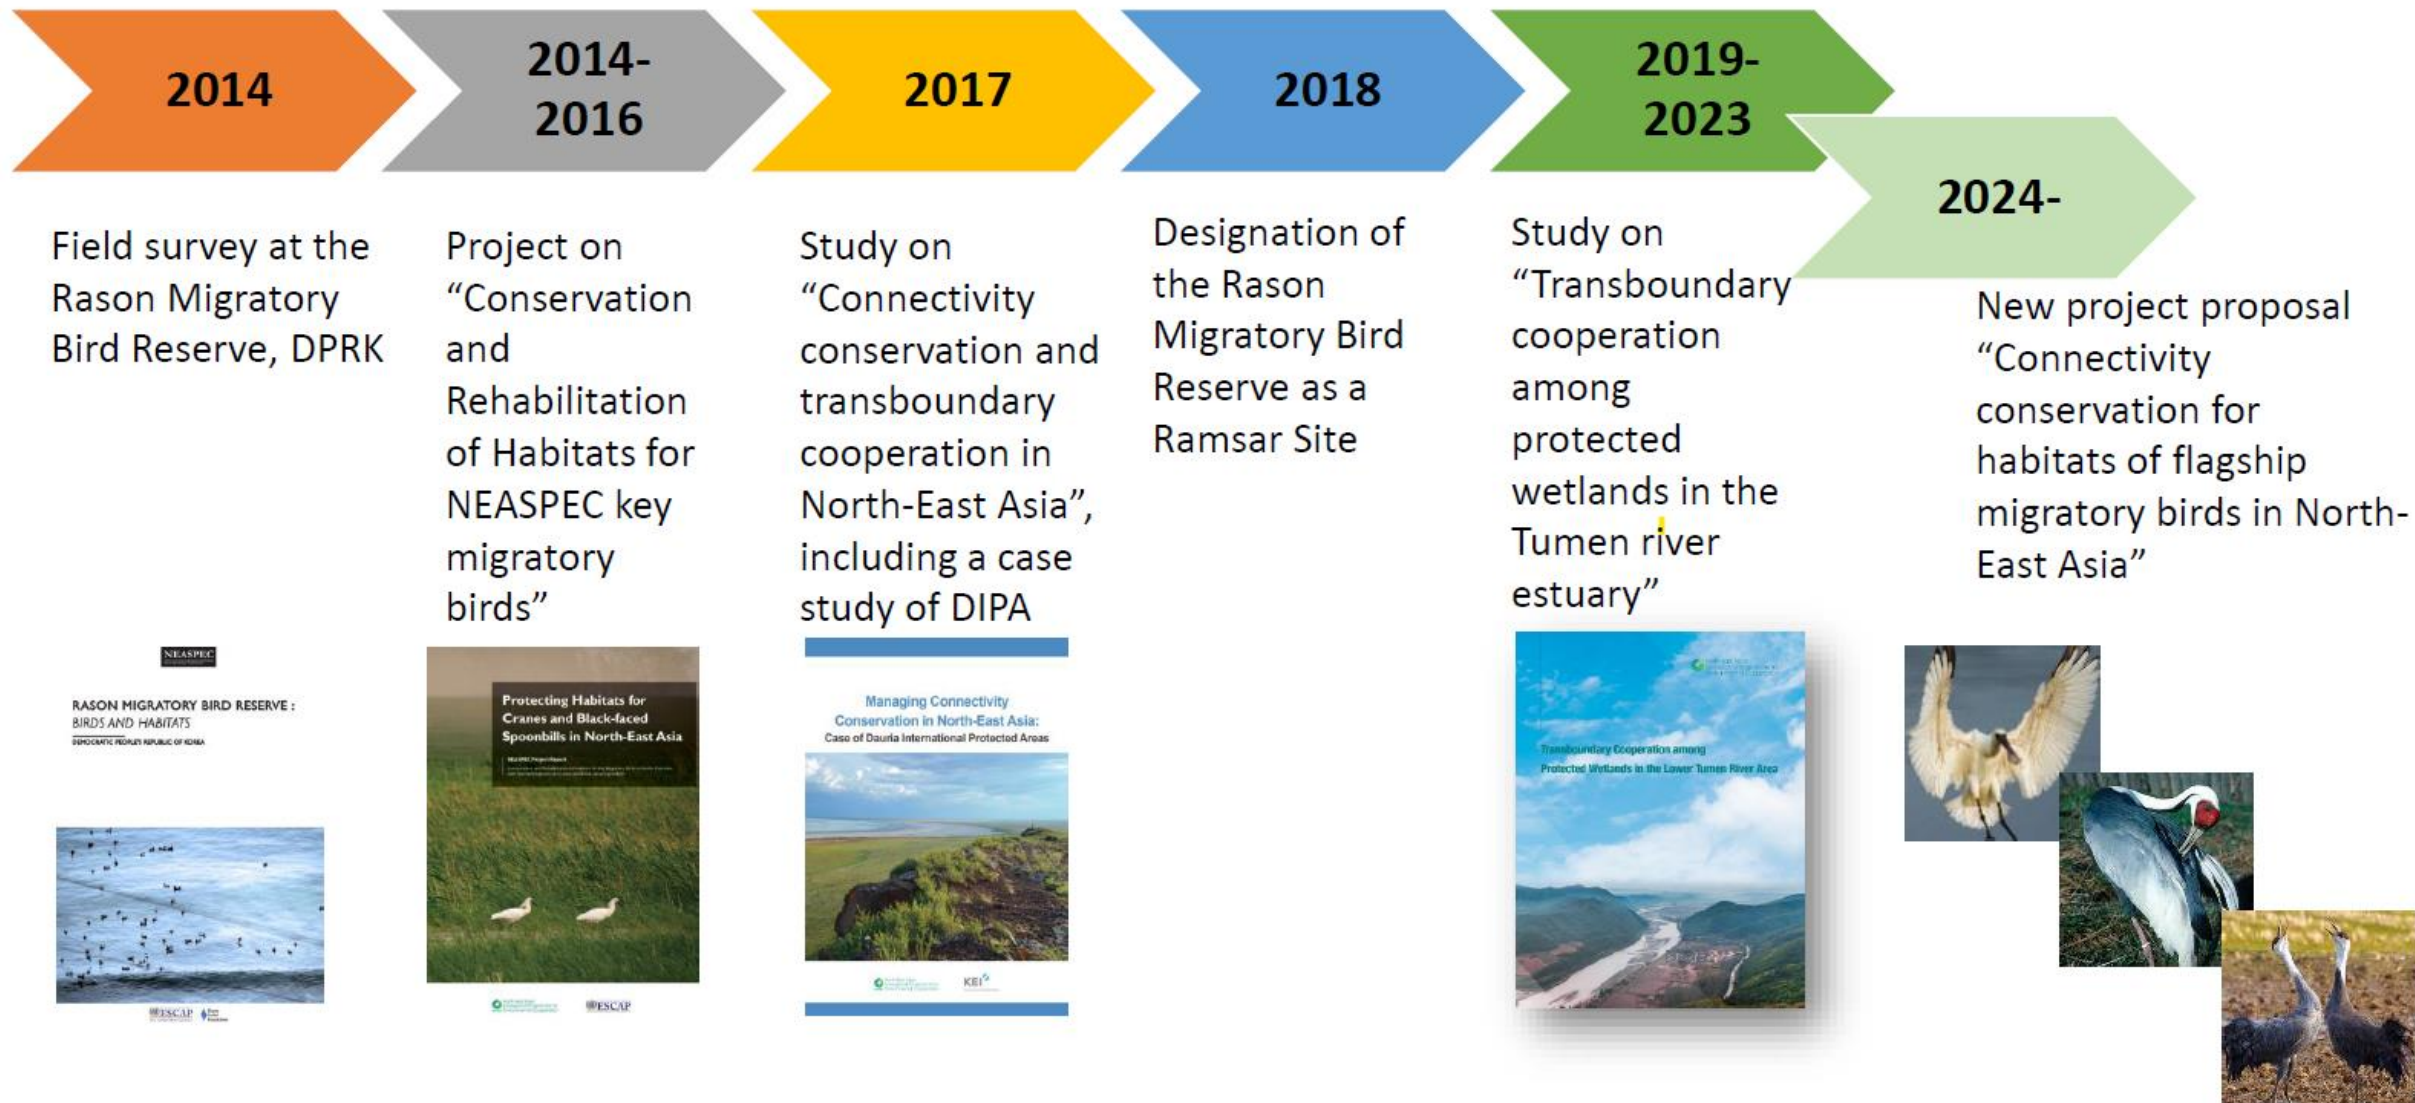 2014
2014-
2016
2017
2018
2019-
2023
2024-
Field survey at the
Rason Migratory
Bird Reserve, DPRK
Project on
“Conservation
and
Rehabilitation
of Habitats for
NEASPEC key
migratory
birds”
Study on
“Connectivity
conservation and
transboundary
cooperation in
North-East Asia”,
including a case
study of DIPA
Designation of
the Rason
Migratory Bird
Reserve as a
Ramsar Site
Study on
“Transboundary
cooperation
among
protected
wetlands in the
Tumen river
estuary”
New project proposal
“Connectivity
conservation for
habitats of flagship
migratory birds in North-
East Asia”
NEASPEC
RASON MIGRATORY BIRD RESERVE :
BIRDS AND HABITATS
DEMOCRATIC PEOPLE'S REPUBLIC OF KOREA
ESCAP
Protecting Habitats for
Cranes and Black-faced
Spoonbills in North-East Asia
NEASPEC Project Report
ESCAP
Managing Connectivity
Conservation in North-East Asia:
Case of Dauria International Protected Areas
KEI
Transboundary Cooperation among
Protected Wetlands in the Lower Tumen River Area